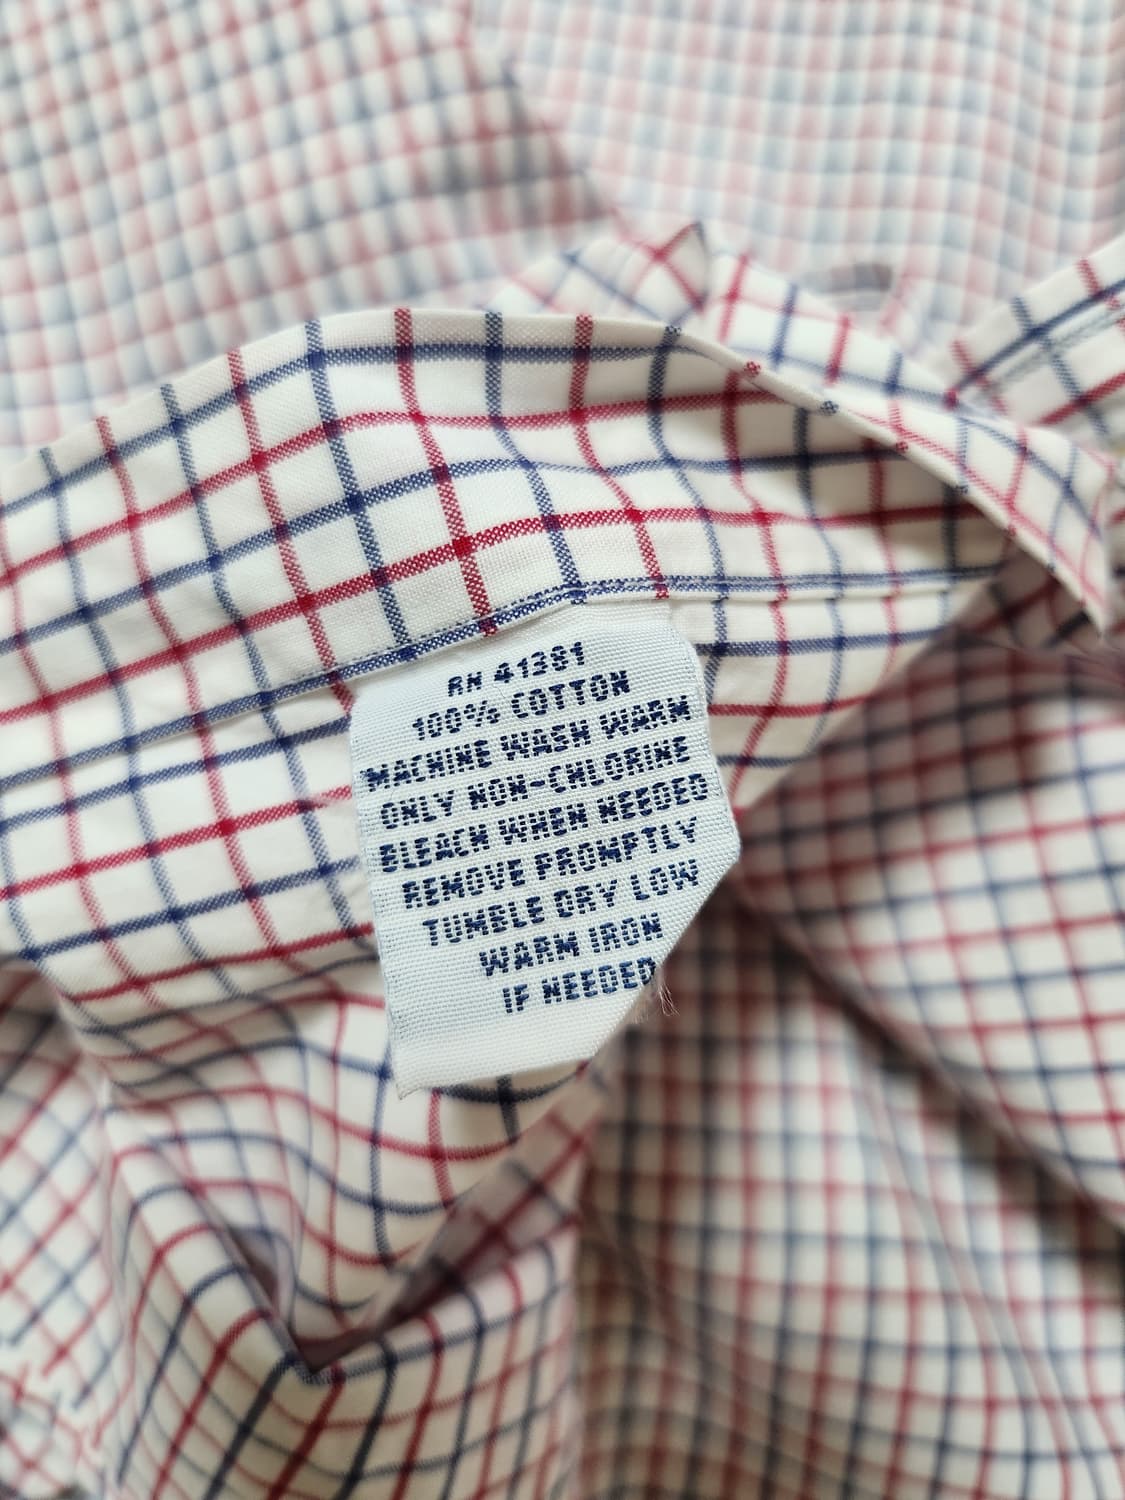 RN 41381
100% COTTON
MACHINE WASH WARM
ONLY NON-CHLORINE
BLEACH WHEN NEEDED
REMOVE PROMPTLY
TUMBLE DRY LOW
WARM IRON
IF NEEDED